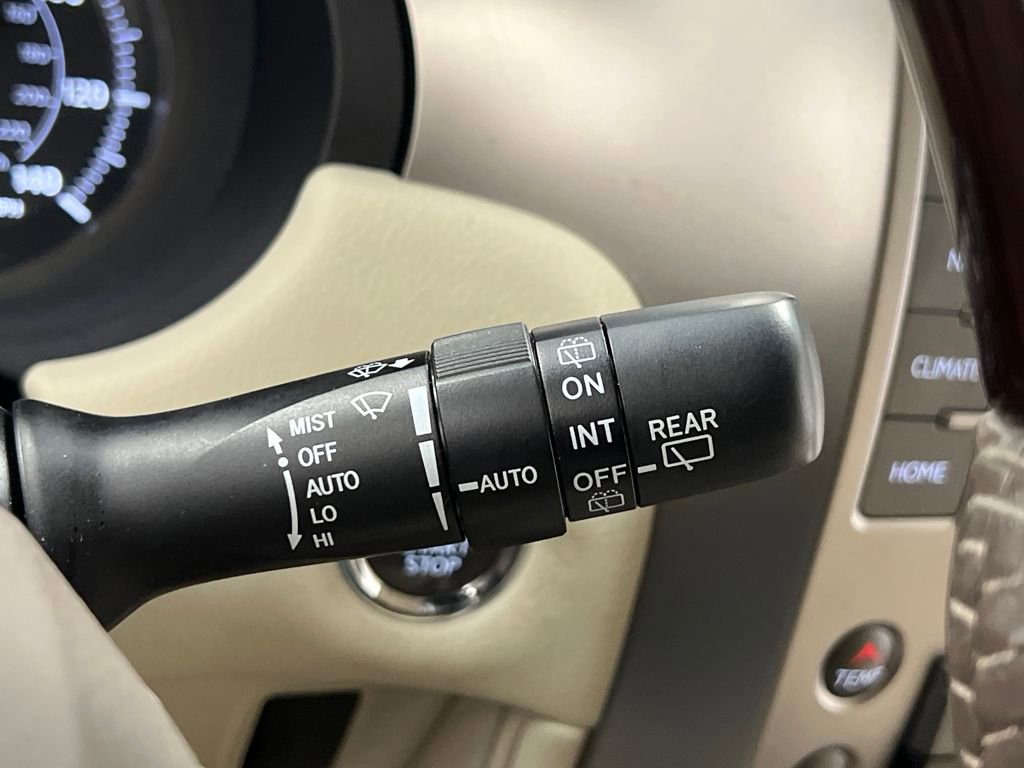 120
140
MIST
OFF
AUTO
LO
HI
AUTO
ON
INT
OFF
REAR
STOP
CLIMATE
HOME
TEMP